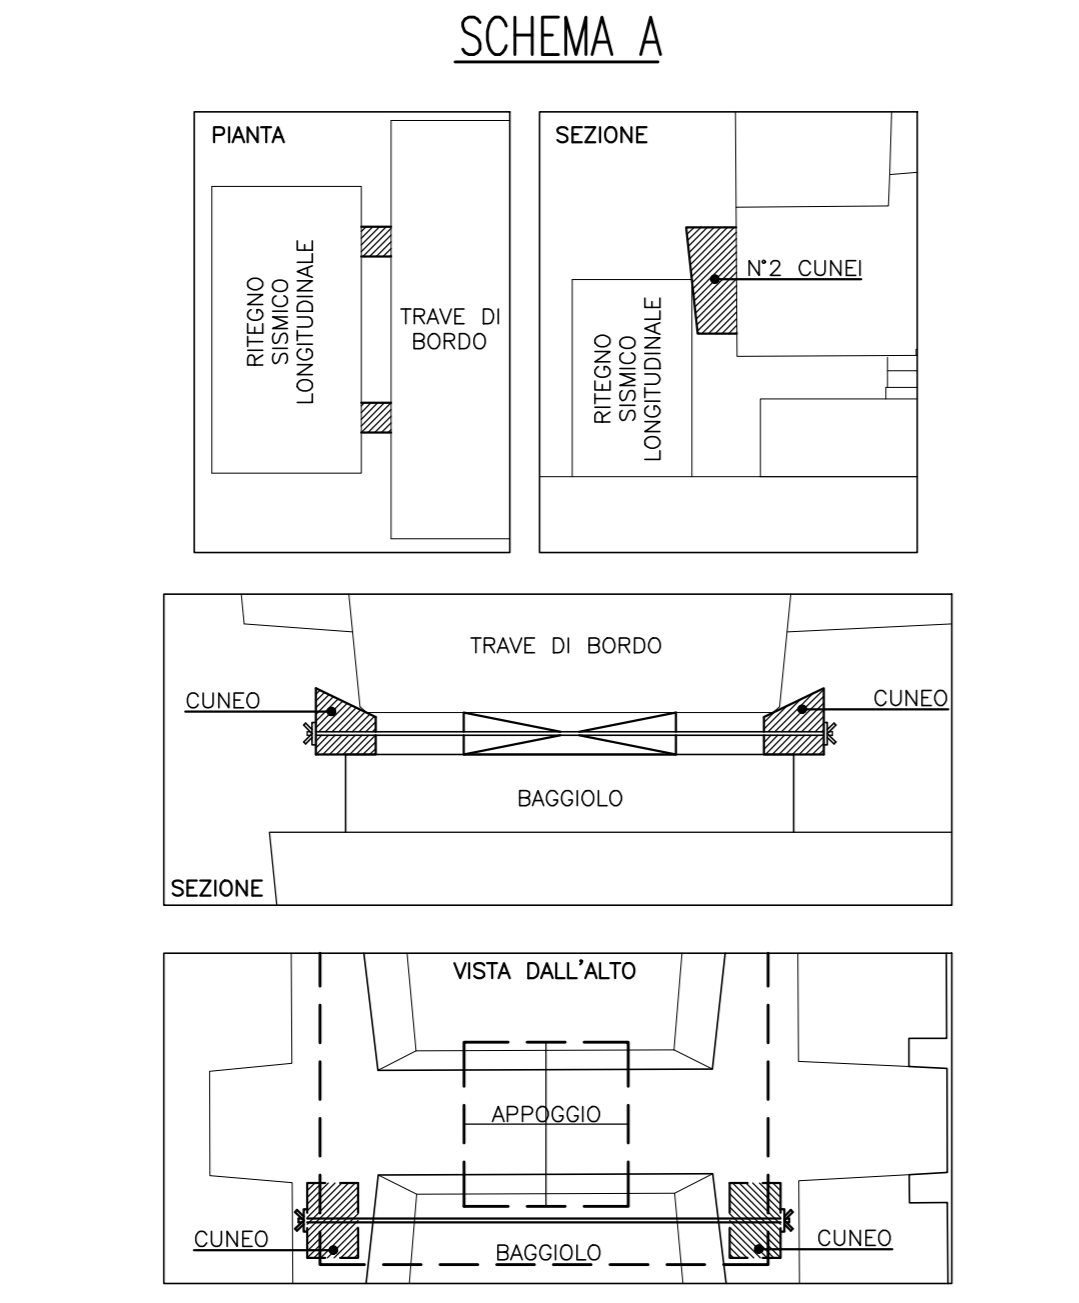 SCHEMA A
PIANTA
RITEGNO
SISMICO
LONGITUDINALE
TRAVE DI
BORDO
SEZIONE
N°2 CUNEI
RITEGNO
SISMICO
LONGITUDINALE
TRAVE DI BORDO
CUNEO
CUNEO
BAGGIOLO
SEZIONE
VISTA DALL'ALTO
APPOGGIO
CUNEO
BAGGIOLO
CUNEO